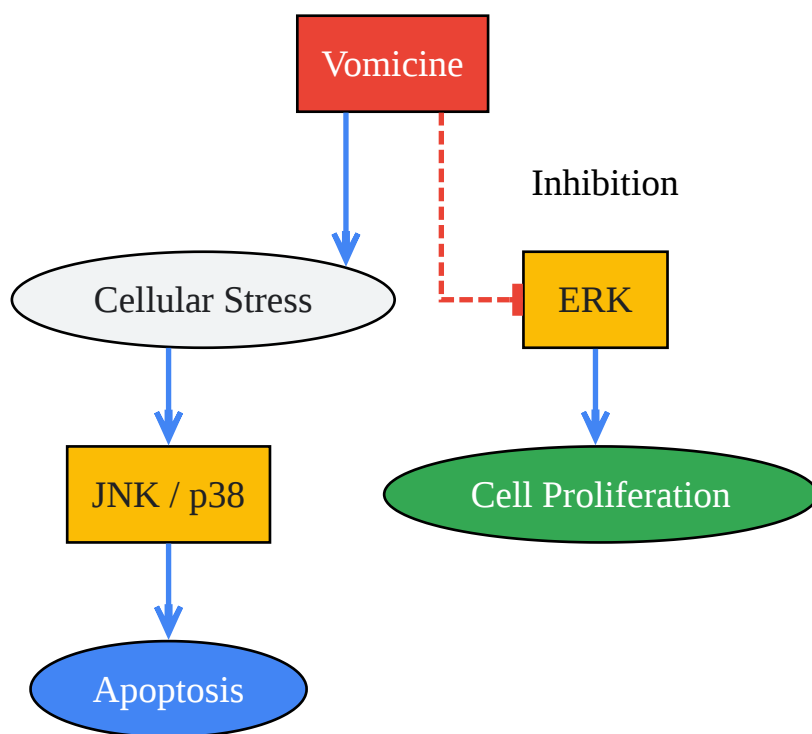 Vomicine
Inhibition
Cellular Stress
ERK
JNK / p38
Cell Proliferation
Apoptosis